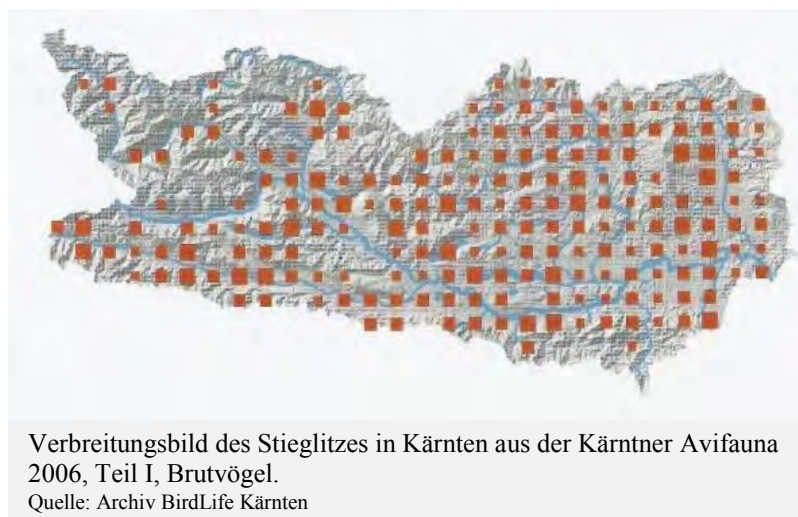 Verbreitungsbild des Stieglitzes in Kärnten aus der Kärntner Avifauna
2006, Teil I, Brutvögel.
Quelle: Archiv BirdLife Kärnten